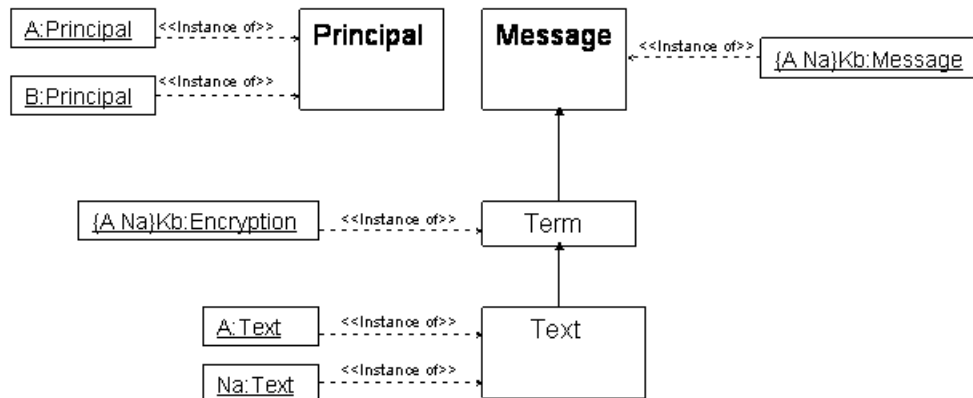 A:Principal
<<Instance of>>
Principal
Message
<<Instance of>>
{A Na}Kb:Message
B:Principal
<<Instance of>>
{A Na}Kb:Encryption
<<Instance of>>
Term
A:Text
<<Instance of>>
Text
Na:Text
<<Instance of>>